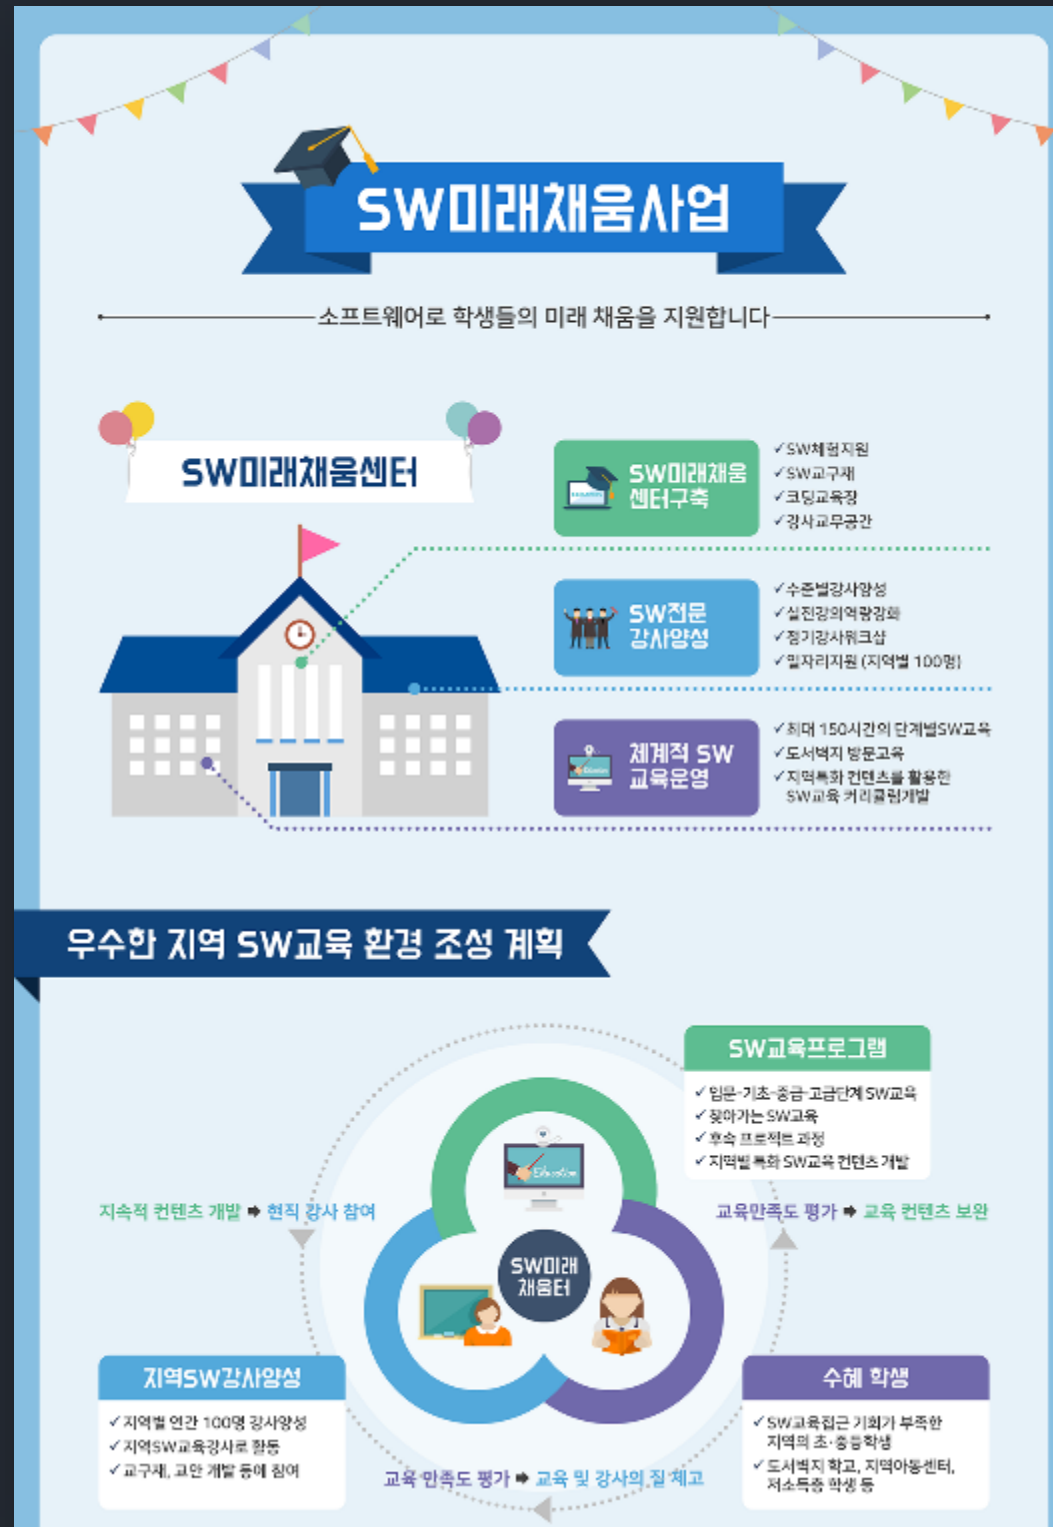 SW미래채움사업
소프트웨어로 학생들의 미래 채움을 지원합니다
SW미래채움센터
SW미래채움
센터구축
✓SW체험지원
✓SW교구재
✓코딩교육장
✓강사교무공간
SW전문
강사양성
✓수준별강사양성
✓실전강의역량강화
✓정기강사워크샵
✓일자리지원 (지역별 100명)
체계적 SW
교육운영
✓최대 150시간의 단계별SW교육
✓도서벽지 방문교육
✓지역특화 컨텐츠를 활용한
SW교육 커리큘럼개발
우수한 지역 SW교육 환경 조성 계획
SW교육프로그램
✓입문-기초-중급-고급단계 SW교육
✓찾아가는 SW교육
✓후속 프로젝트 과정
✓지역별 특화 SW교육 컨텐츠 개발
Education
지속적 컨텐츠 개발 ➡ 현직 강사 참여
교육만족도 평가 ➡ 교육 컨텐츠 보완
SW미래
채움터
지역SW강사양성
✓지역별 연간 100명 강사양성
✓지역SW교육강사로 활동
✓교구재, 교안 개발 등에 참여
수혜 학생
✓SW교육접근 기회가 부족한
지역의 초·중등학생
✓도서벽지 학교, 지역아동센터,
저소득층 학생 등
교육 만족도 평가 ➡ 교육 및 강사의 질 제고